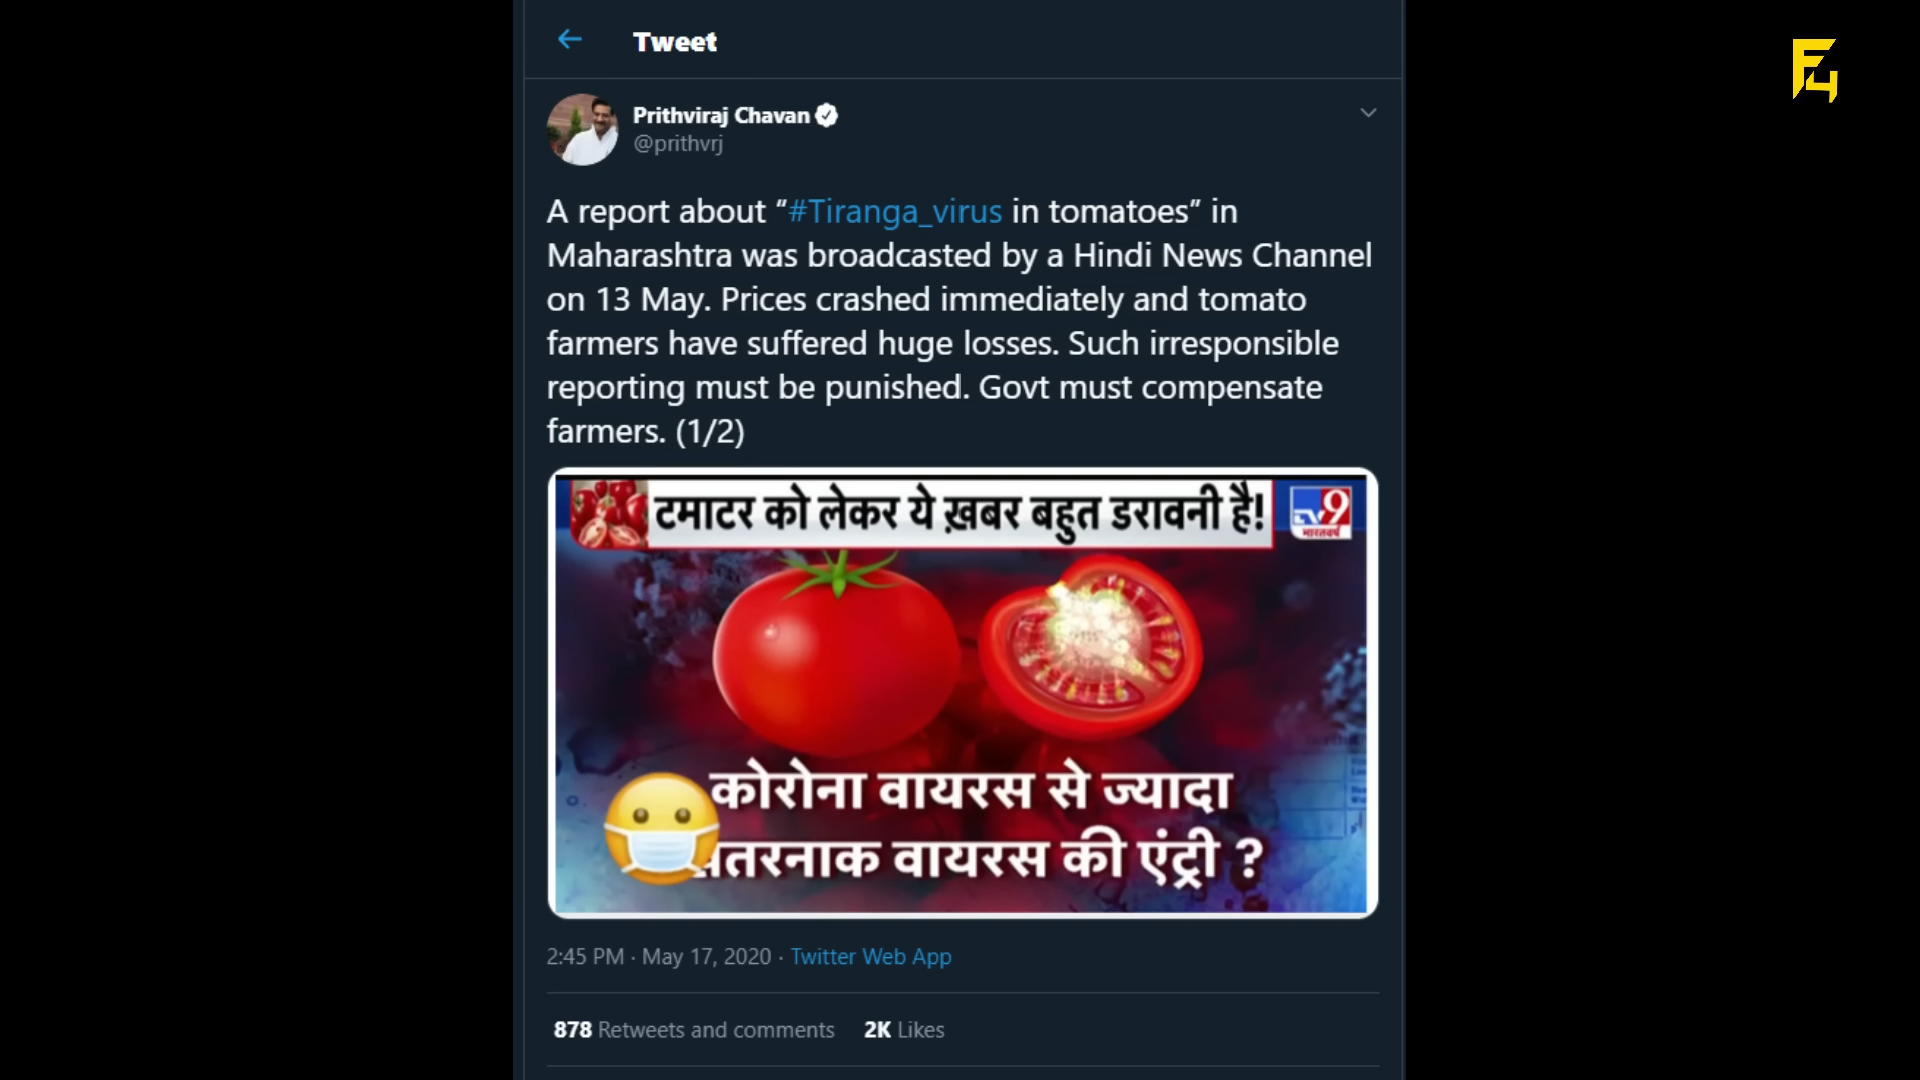 Tweet
F4
Prithviraj Chavan
@prithvrj
A report about “#Tiranga_virus in tomatoes” in
Maharashtra was broadcasted by a Hindi News Channel
on 13 May. Prices crashed immediately and tomato
farmers have suffered huge losses. Such irresponsible
reporting must be punished. Govt must compensate
farmers. (1/2)
टमाटर को लेकर ये ख़बर बहुत डरावनी है!
TV9
भारतवर्ष
कोरोना वायरस से ज्यादा
तरनाक वायरस की एंट्री ?
2:45 PM · May 17, 2020 · Twitter Web App
878 Retweets and comments 2K Likes